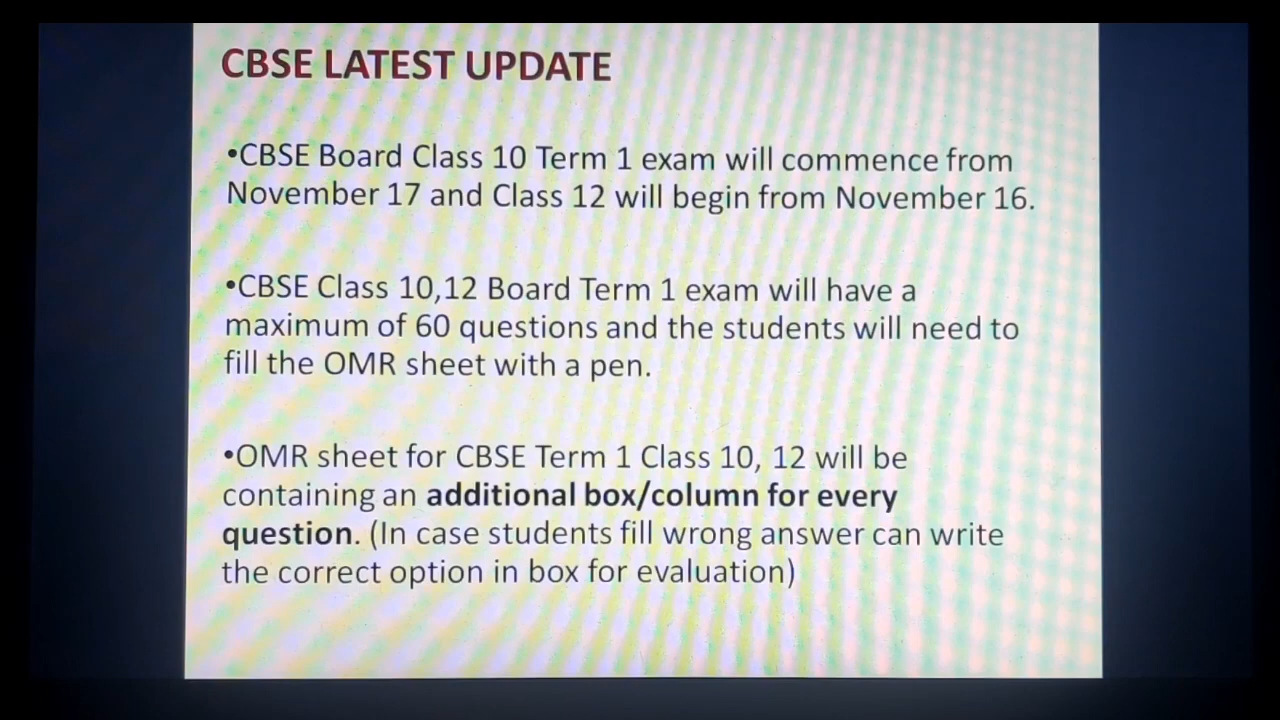 CBSE LATEST UPDATE
•CBSE Board Class 10 Term 1 exam will commence from
November 17 and Class 12 will begin from November 16.
•CBSE Class 10,12 Board Term 1 exam will have a
maximum of 60 questions and the students will need to
fill the OMR sheet with a pen.
•OMR sheet for CBSE Term 1 Class 10, 12 will be
containing an additional box/column for every
question. (In case students fill wrong answer can write
the correct option in box for evaluation)